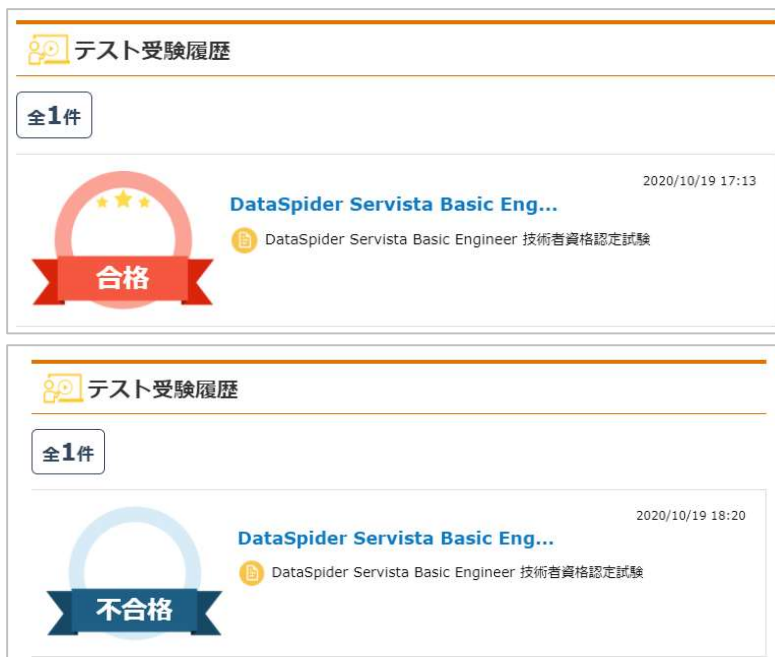 テスト受験履歴
全1件
2020/10/19 17:13
DataSpider Servista Basic Eng...
DataSpider Servista Basic Engineer 技術者資格認定試験
合格
テスト受験履歴
全1件
2020/10/19 18:20
DataSpider Servista Basic Eng...
DataSpider Servista Basic Engineer 技術者資格認定試験
不合格